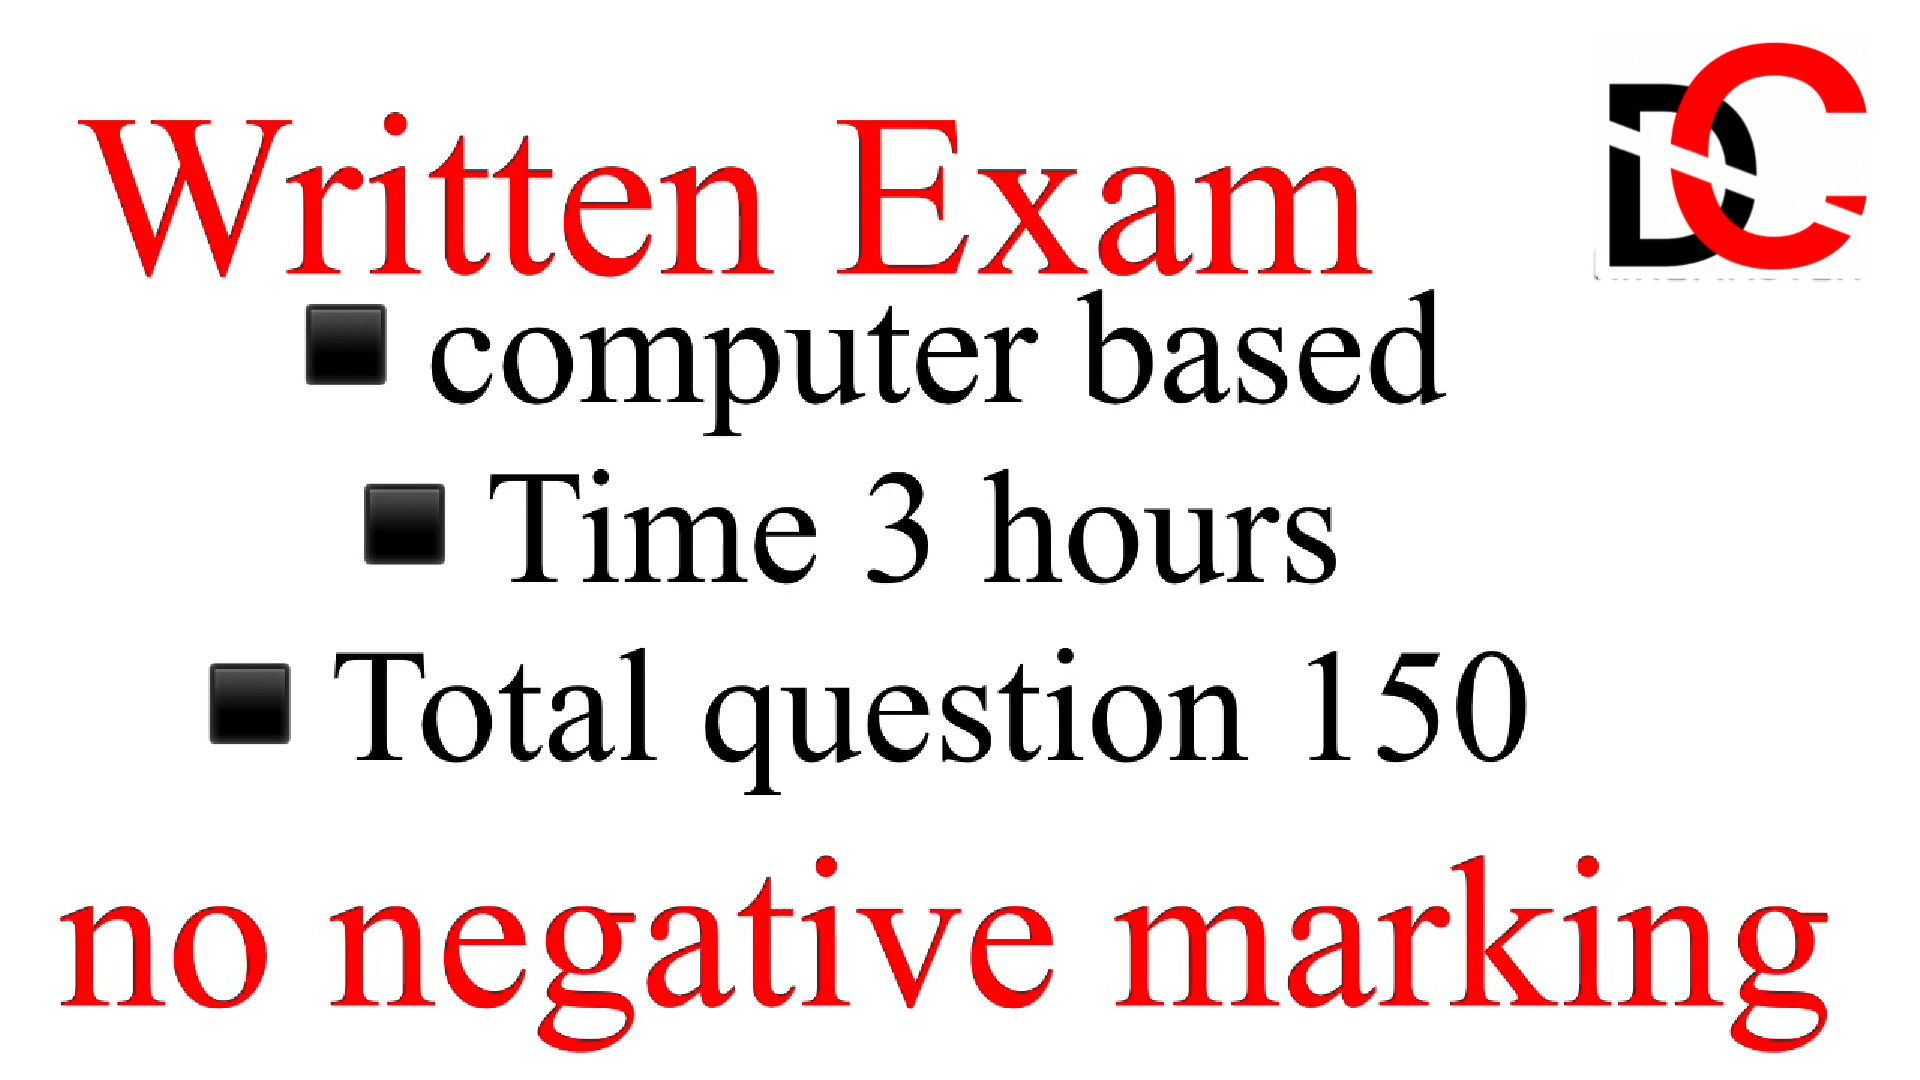 DC
Written Exam
▪ computer based
▪ Time 3 hours
▪ Total question 150
no negative marking